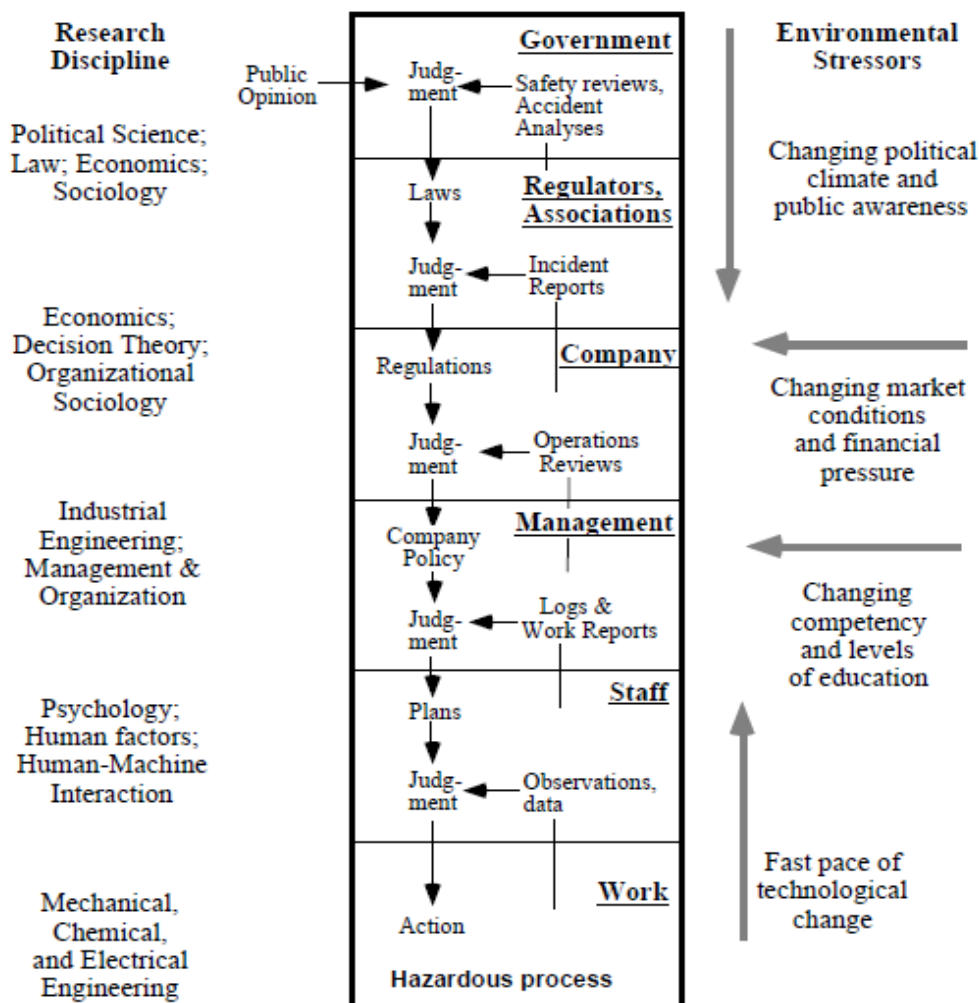 Research
Discipline
Government
Environmental
Stressors
Public
Opinion
Judg-
ment
Safety reviews,
Accident
Analyses
Political Science;
Law; Economics;
Sociology
Changing political
climate and
public awareness
Laws
Regulators,
Associations
Judg-
ment
Incident
Reports
Economics;
Decision Theory;
Organizational
Sociology
Regulations
Company
Changing market
conditions
and financial
pressure
Judg-
ment
Operations
Reviews
Industrial
Engineering;
Management &
Organization
Company
Policy
Management
Judg-
ment
Logs &
Work Reports
Changing
competency
and levels
of education
Psychology;
Human factors;
Human-Machine
Interaction
Plans
Staff
Judg-
ment
Observations,
data
Fast pace of
technological
change
Mechanical,
Chemical,
and Electrical
Engineering
Work
Action
Hazardous process